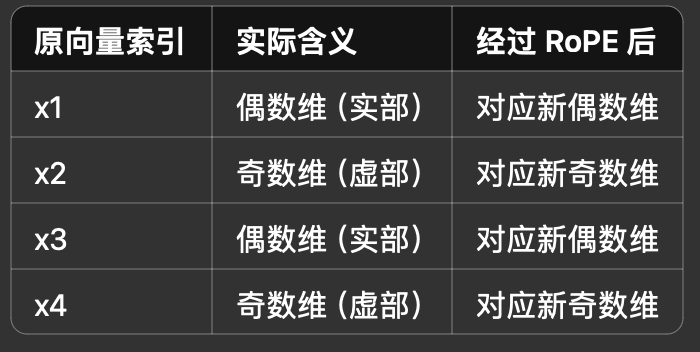 原向量索引 实际含义 经过 RoPE 后
x1 偶数维（实部） 对应新偶数维
x2 奇数维（虚部） 对应新奇数维
x3 偶数维（实部） 对应新偶数维
x4 奇数维（虚部） 对应新奇数维